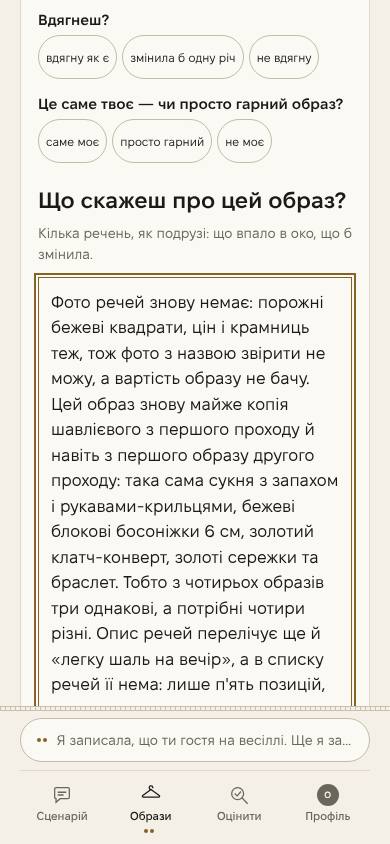 Вдягнеш?
вдягну як є
змінила б одну річ
не вдягну
Це саме твоє — чи просто гарний образ?
саме моє
просто гарний
не моє
Що скажеш про цей образ?
Кілька речень, як подрузі: що впало в око, що б
змінила.
Фото речей знову немає: порожні
бежеві квадрати, цін і крамниць
теж, тож фото з назвою звірити не
можу, а вартість образу не бачу.
Цей образ знову майже копія
шавлієвого з першого проходу й
навіть з першого образу другого
проходу: така сама сукня з запахом
і рукавами-крильцями, бежеві
блокові босоніжки 6 см, золотий
клатч-конверт, золоті сережки та
браслет. Тобто з чотирьох образів
три однакові, а потрібні чотири
різні. Опис речей перелічує ще й
«легку шаль на вечір», а в списку
речей її нема: лише п'ять позицій,
Я записала, що ти гостя на весіллі. Ще я за...
Сценарій
Образи
Оцінити
О
Профіль